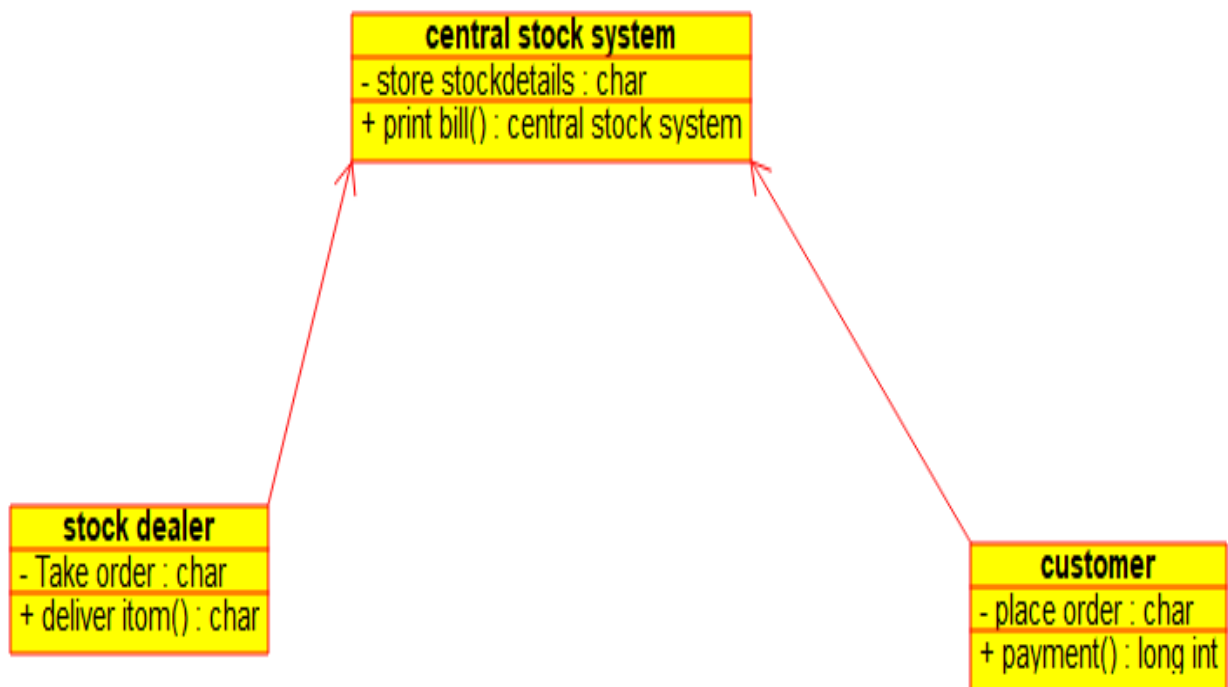 central stock system
- store stockdetails : char
+ print bill() : central stock system
stock dealer
- Take order : char
+ deliver itom() : char
customer
- place order : char
+ payment() : long int